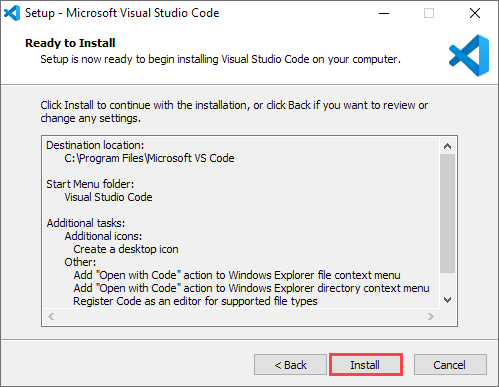 Setup - Microsoft Visual Studio Code
Ready to Install
Setup is now ready to begin installing Visual Studio Code on your computer.
Click Install to continue with the installation, or click Back if you want to review or
change any settings.
Destination location:
C:\Program Files\Microsoft VS Code
Start Menu folder:
Visual Studio Code
Additional tasks:
Additional icons:
Create a desktop icon
Other:
Add "Open with Code" action to Windows Explorer file context menu
Add "Open with Code" action to Windows Explorer directory context menu
Register Code as an editor for supported file types
< Back
Install
Cancel